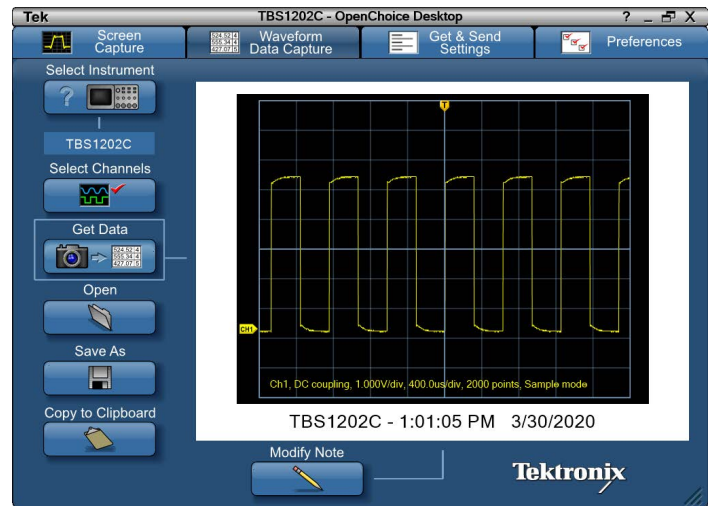 Tek
TBS1202C - OpenChoice Desktop
? _ X
Screen
Capture
Waveform
Data Capture
Get & Send
Settings
Preferences
Select Instrument
?
TBS1202C
Select Channels
Get Data
Open
Save As
Copy to Clipboard
T
CH1
Ch1, DC coupling, 1.000V/div, 400.0us/div, 2000 points, Sample mode
TBS1202C - 1:01:05 PM 3/30/2020
Modify Note
Tektronix